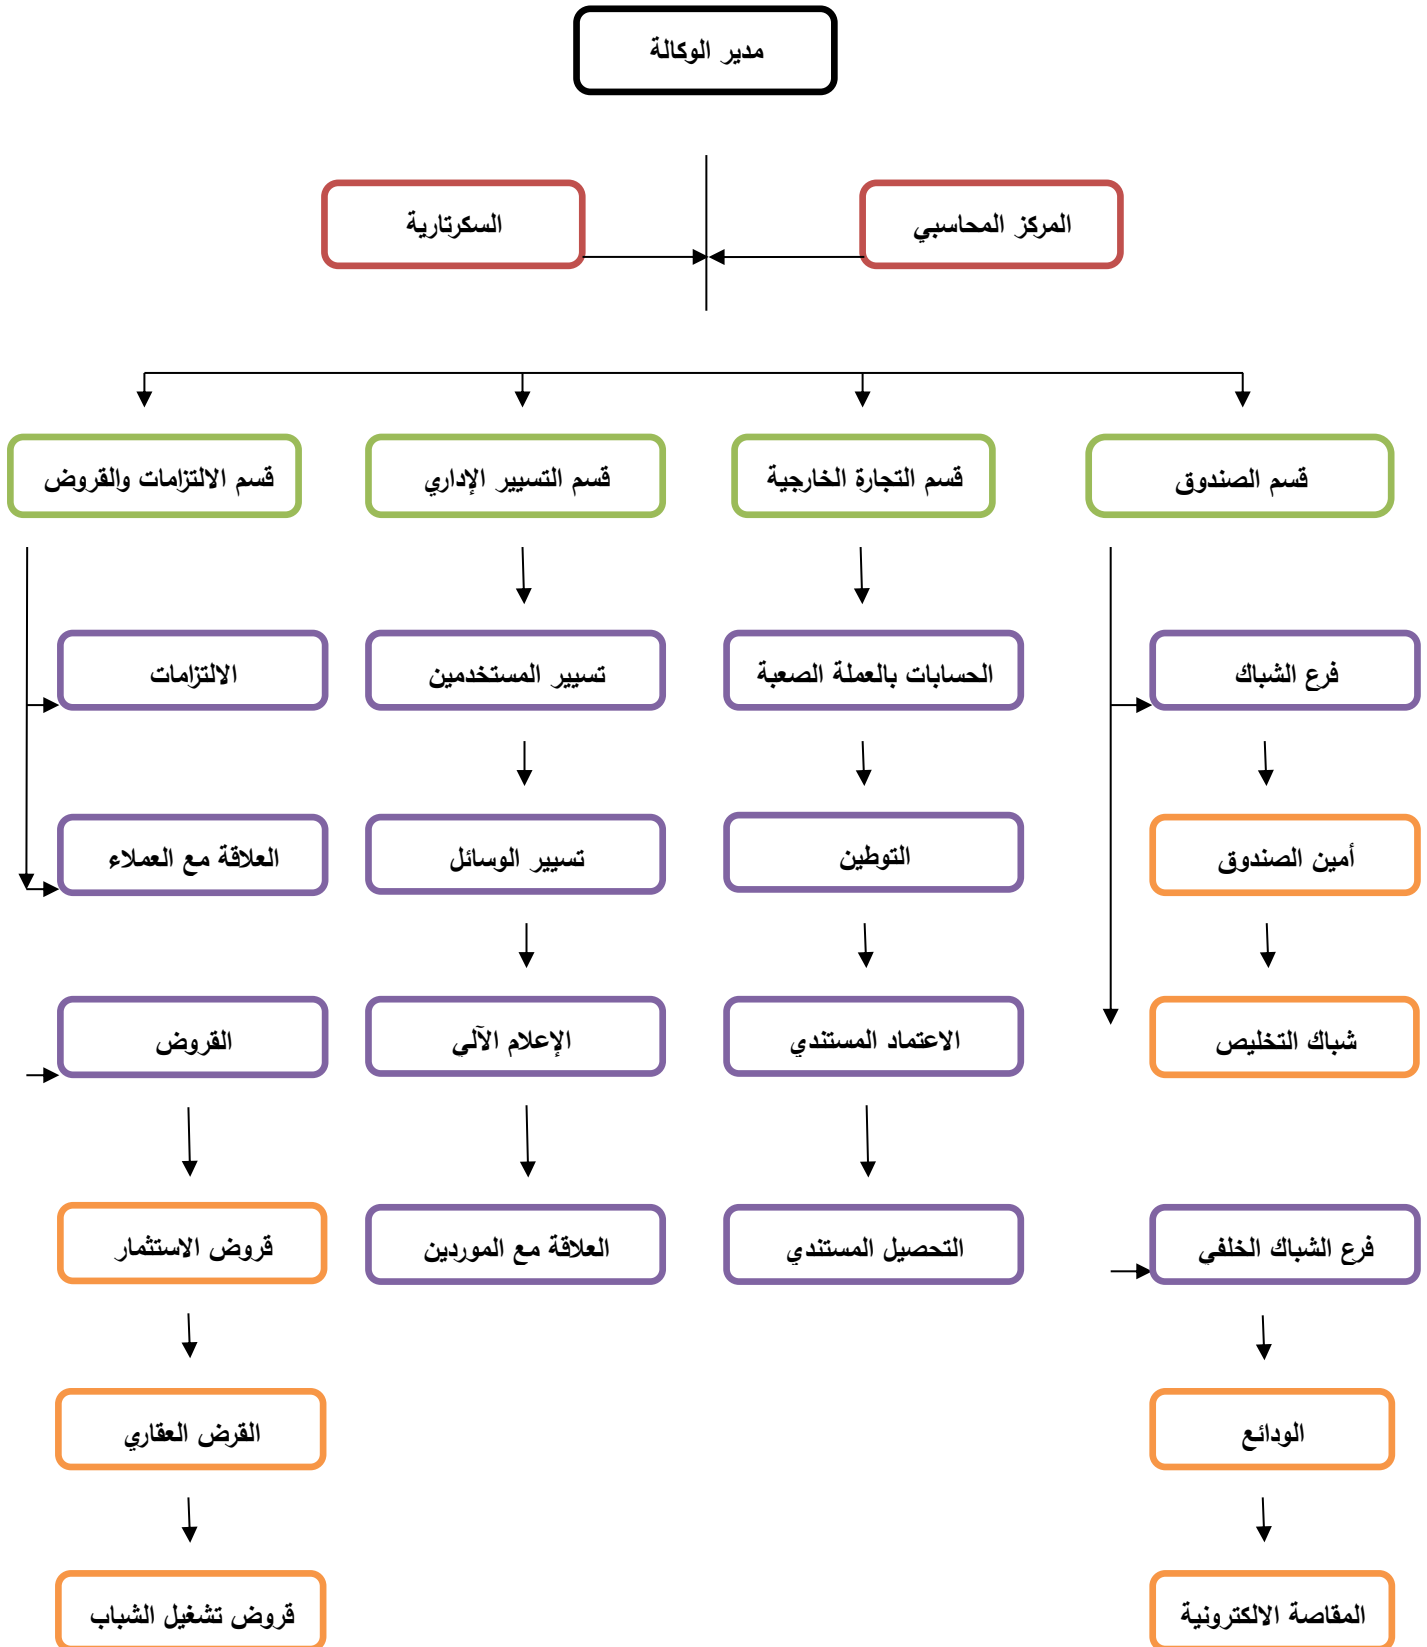 مدير الوكالة
المركز المحاسبي
السكرتارية
قسم الصندوق
قسم التجارة الخارجية
قسم التسيير الإداري
قسم الالتزامات والقروض
فرع الشباك
الحسابات بالعملة الصعبة
تسيير المستخدمين
الالتزامات
أمين الصندوق
التوطين
تسيير الوسائل
العلاقة مع العملاء
شباك التخليص
الاعتماد المستندي
الإعلام الآلي
القروض
فرع الشباك الخلفي
التحصيل المستندي
العلاقة مع الموردين
قروض الاستثمار
الودائع
القرض العقاري
المقاصة الالكترونية
قروض تشغيل الشباب